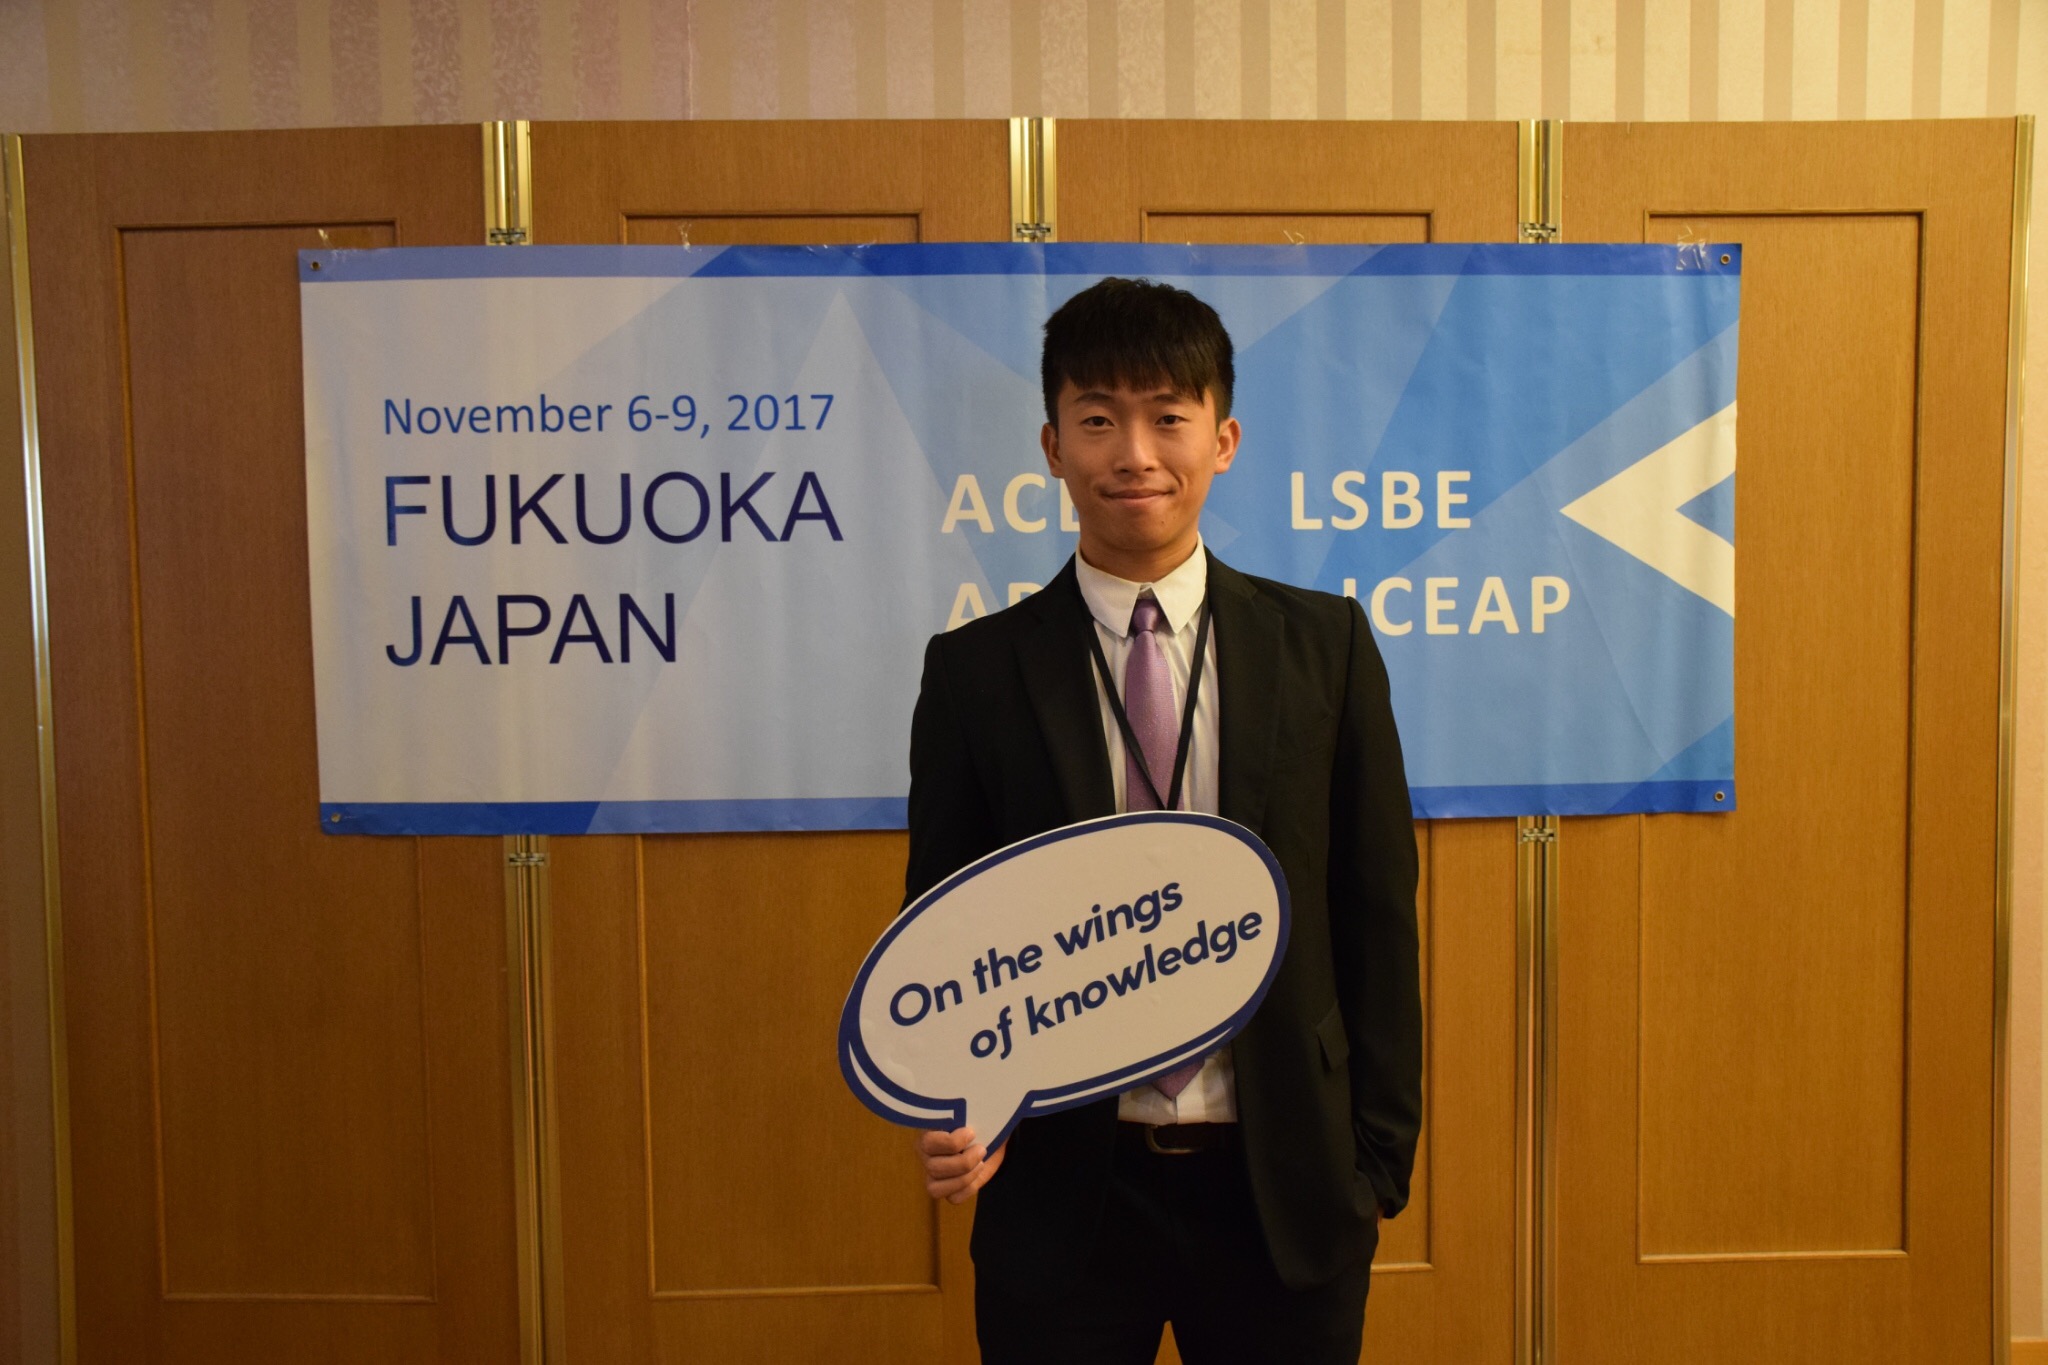 November 6-9, 2017
FUKUOKA
JAPAN
LSBE
ICEAP
On the wings
of knowledge